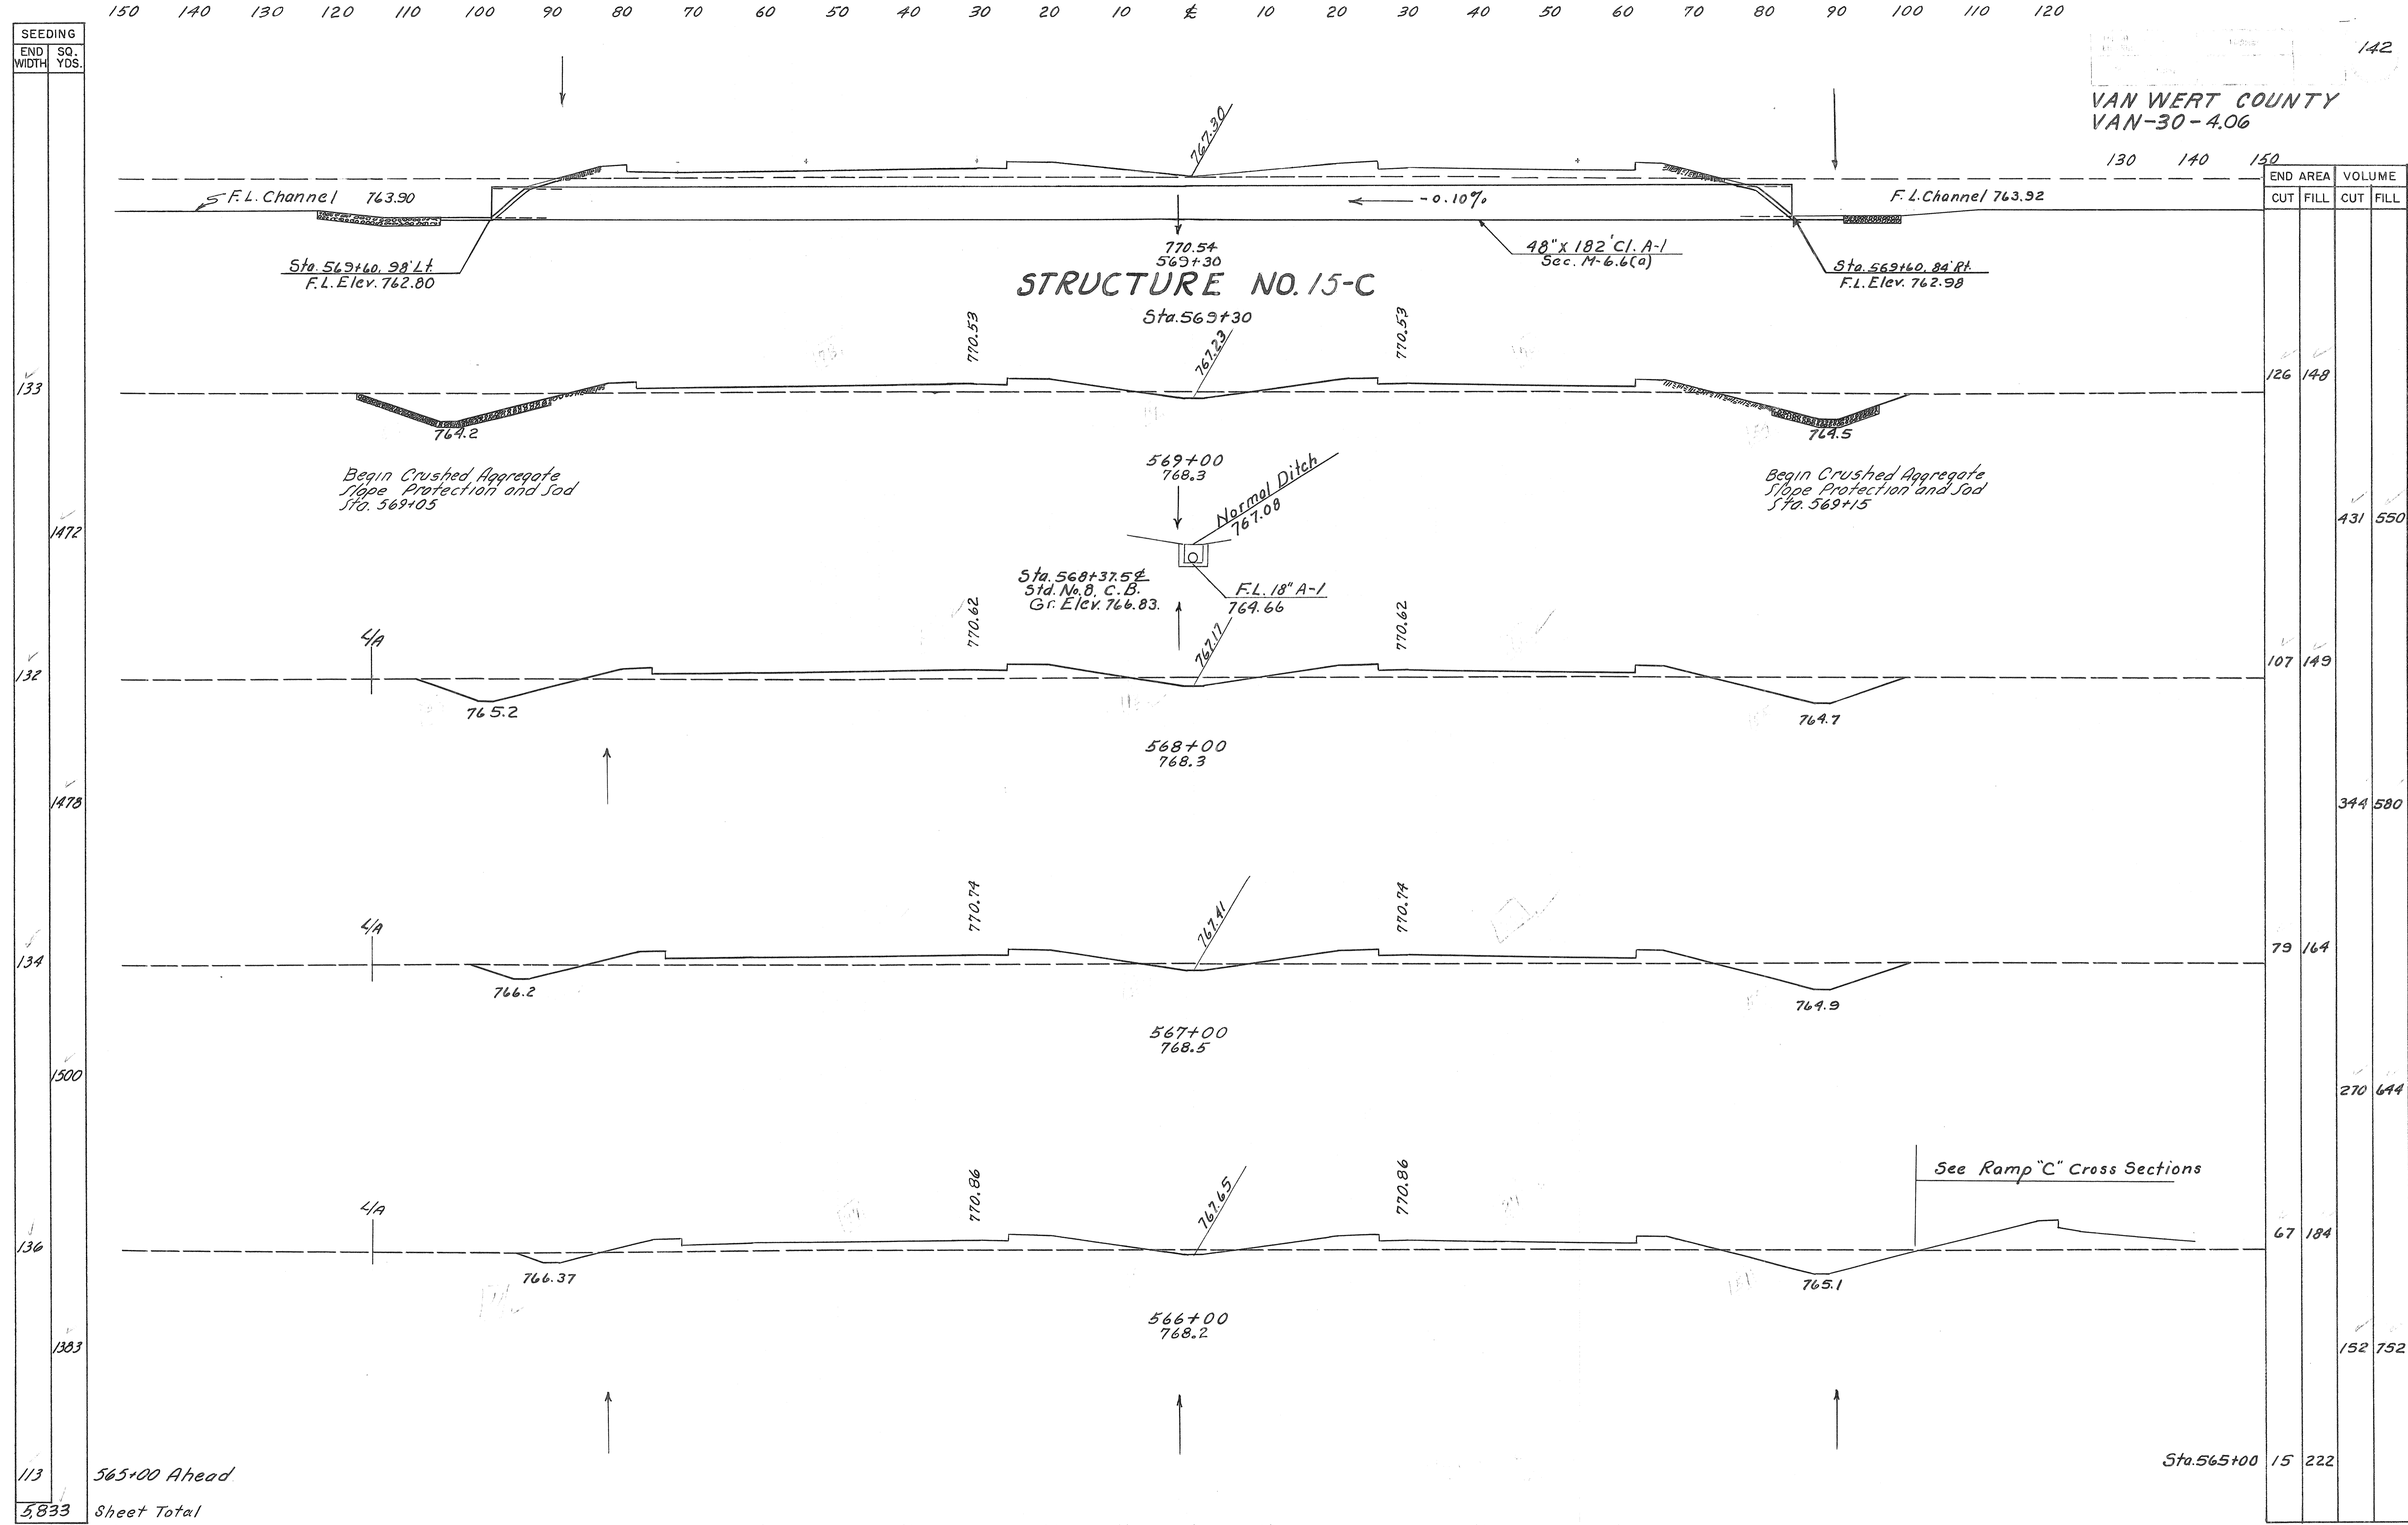 150 140 130 120 110 100 90 80 70 60 50 40 30 20 10 ℄ 10 20 30 40 50 60 70 80 90 100 110 120
142
SEEDING
END WIDTH
SQ. YDS.
VAN WERT COUNTY
VAN-30-4.06
130 140 150
END AREA VOLUME
CUT FILL CUT FILL
767.30
F.L. Channel 763.90
-0.10%
F.L. Channel 763.92
770.54
569+30
48" X 182' Cl. A-1
Sec. M-6.6(a)
Sta. 569+60, 98' Lt.
F.L. Elev. 762.80
Sta. 569+60, 84' Rt.
F.L. Elev. 762.98
STRUCTURE NO. 15-C
Sta. 569+30
770.53
767.23
770.53
133
126 148
764.2
764.5
Begin Crushed Aggregate
Slope Protection and Sod
Sta. 569+05
569+00
768.3
Begin Crushed Aggregate
Slope Protection and Sod
Sta. 569+15
Normal Ditch
767.08
1472
431 550
Sta. 568+37.5 ℄
Std. No. 8, C.B.
Gr. Elev. 766.83.
F.L. 18" A-1
764.66
770.62
767.17
770.62
L/A
132
107 149
765.2
764.7
568+00
768.3
1478
344 580
770.74
767.41
770.74
L/A
134
79 164
766.2
764.9
567+00
768.5
1500
270 644
770.86
767.65
770.86
See Ramp "C" Cross Sections
L/A
136
67 184
766.37
765.1
566+00
768.2
1383
152 752
113
565+00 Ahead
Sta. 565+00 15 222
5,833 Sheet Total